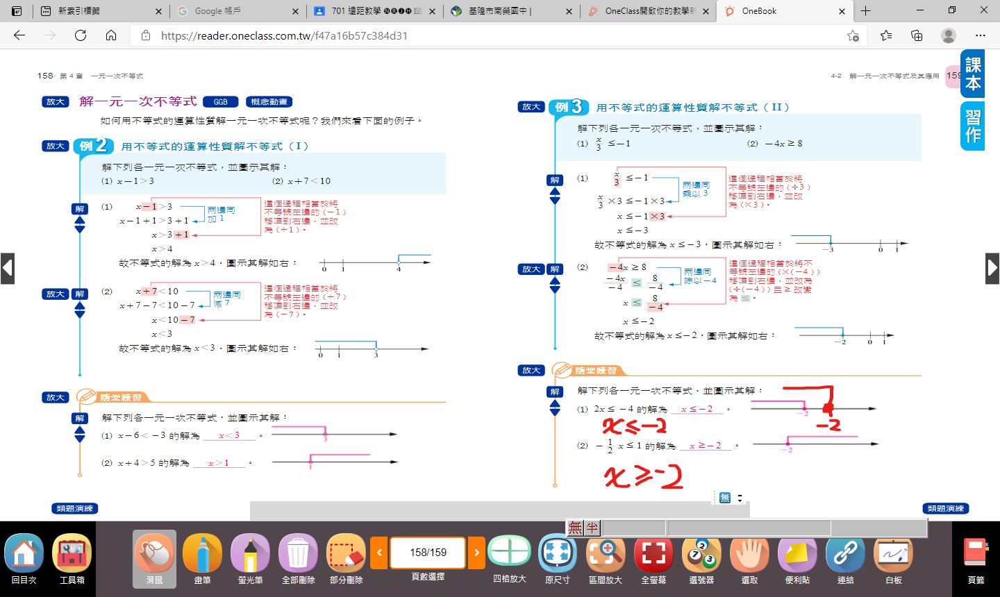 新索引標籤
Google 帳戶
701 遠距教學
基隆市南榮國中 |
OneClass開啟你的教學新
OneBook
https://reader.oneclass.com.tw/f47a16b57c384d31
158 第 4 章 一元一次不等式
放大 解一元一次不等式 GGB 概念動畫
如何用不等式的運算性質解一元一次不等式呢？我們來看下面的例子。
放大 例2 用不等式的運算性質解不等式（I）
解下列各一元一次不等式，並圖示其解：
(1) x－1＞3 (2) x＋7＜10
解 (1) x－1＞3
x－1＋1＞3＋1
x＞3＋1
x＞4
兩邊同
加 1
這個過程相當於將
不等號左邊的 (－1)
移項到右邊，並改
為 (＋1)。
故不等式的解為 x＞4，圖示其解如右：
0 1 4
放大 解 (2) x＋7＜10
x＋7－7＜10－7
x＜10－7
x＜3
兩邊同
減 7
這個過程相當於將
不等號左邊的 (＋7)
移項到右邊，並改
為 (－7)。
故不等式的解為 x＜3，圖示其解如右：
0 1 3
放大 隨堂練習
解 解下列各一元一次不等式，並圖示其解：
(1) x－6＜－3 的解為 x＜3 。
3
(2) x＋4＞5 的解為 x＞1 。
1
類題演練
4-2 解一元一次不等式及其應用 159
課本
習作
放大 例3 用不等式的運算性質解不等式（II）
解下列各一元一次不等式，並圖示其解：
(1) x/3 ≤－1 (2) －4x ≥ 8
解 (1) x/3 ≤－1
x/3 ×3 ≤－1×3
x ≤－1×3
x ≤－3
兩邊同
乘以 3
這個過程相當於將
不等號左邊的 (÷3)
移項到右邊，並改
為 (×3)。
故不等式的解為 x ≤－3，圖示其解如右：
－3 0 1
放大 解 (2) －4x ≥ 8
－4x/－4 ≤ 8/－4
x ≤ 8/－4
x ≤－2
兩邊同
除以－4
這個過程相當於將不
等號左邊的 (×(－4))
移項到右邊，並改為
(÷(－4)) 且 ≥ 改變
為 ≤。
故不等式的解為 x ≤－2，圖示其解如右：
－2 0 1
放大 隨堂練習
解 解下列各一元一次不等式，並圖示其解：
(1) 2x ≤ －4 的解為 x ≤－2 。
－2
x≤－2
－2
(2) －1/2 x ≤ 1 的解為 x ≥－2 。
－2
x≥－2
無
類題演練
無 半
回目次
工具箱
滑鼠
畫筆
螢光筆
全部刪除
部分刪除
158/159
頁數選擇
四格放大
原尺寸
區間放大
全螢幕
選號器
選取
便利貼
連結
白板
頁籤